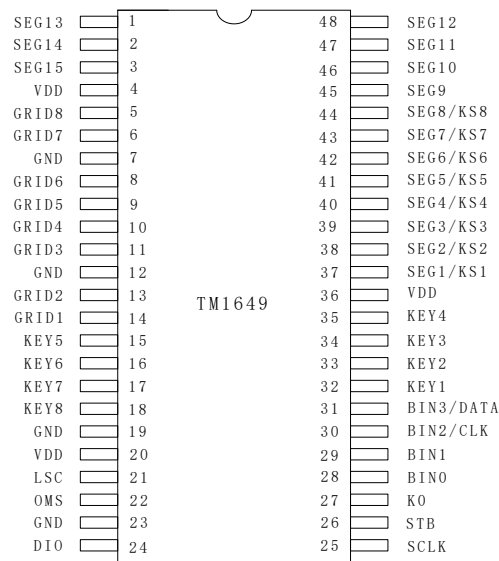 SEG13 1 48 SEG12
SEG14 2 47 SEG11
SEG15 3 46 SEG10
VDD 4 45 SEG9
GRID8 5 44 SEG8/KS8
GRID7 6 43 SEG7/KS7
GND 7 42 SEG6/KS6
GRID6 8 41 SEG5/KS5
GRID5 9 40 SEG4/KS4
GRID4 10 39 SEG3/KS3
GRID3 11 38 SEG2/KS2
GND 12 37 SEG1/KS1
GRID2 13 36 VDD
TM1649
GRID1 14 35 KEY4
KEY5 15 34 KEY3
KEY6 16 33 KEY2
KEY7 17 32 KEY1
KEY8 18 31 BIN3/DATA
GND 19 30 BIN2/CLK
VDD 20 29 BIN1
LSC 21 28 BIN0
OMS 22 27 KO
GND 23 26 STB
DIO 24 25 SCLK